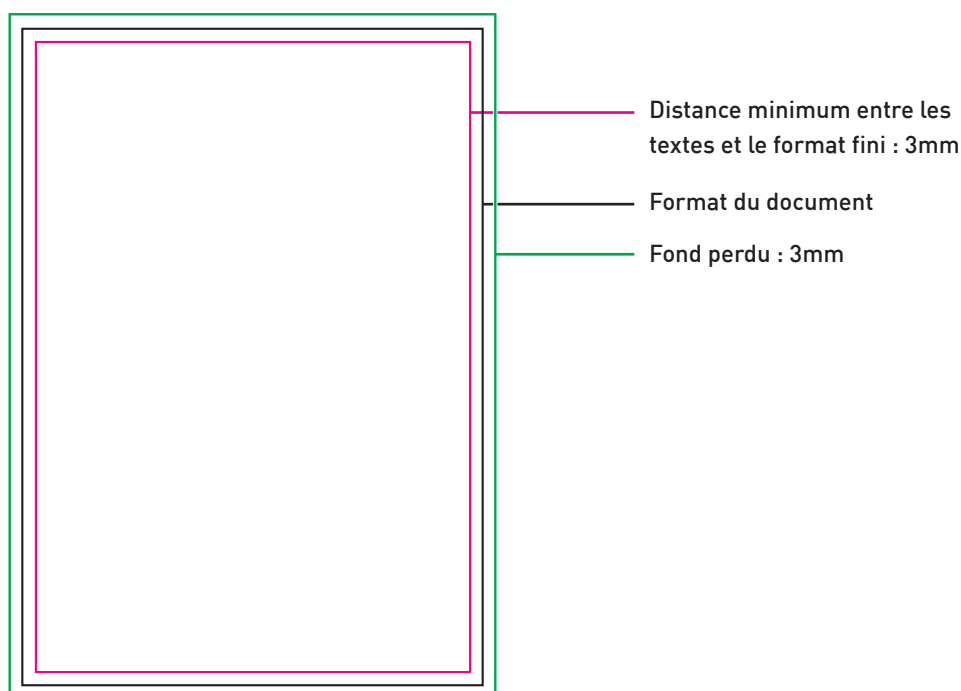 Distance minimum entre les
textes et le format fini : 3mm
Format du document
Fond perdu : 3mm